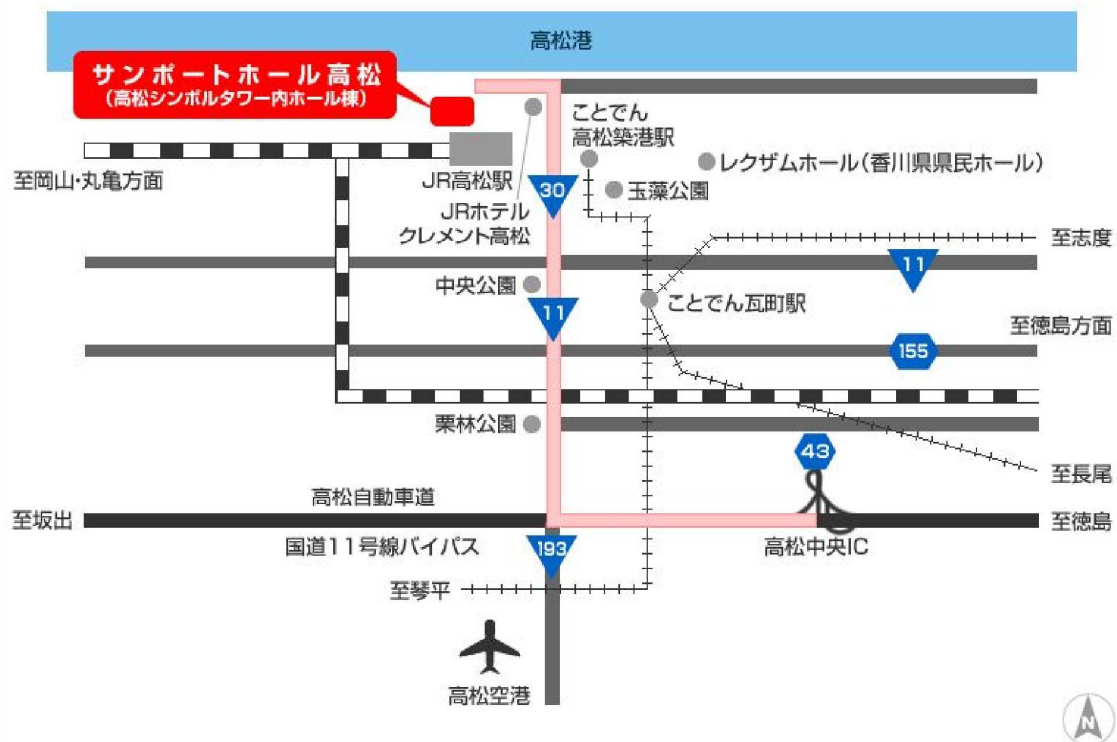 高松港
サンポートホール高松
(高松シンボルタワー内ホール棟)
ことでん
高松築港駅
レクザムホール(香川県県民ホール)
至岡山・丸亀方面
JR高松駅
30
玉藻公園
JRホテル
クレメント高松
至志度
11
中央公園
11
ことでん瓦町駅
至徳島方面
155
栗林公園
43
至長尾
高松自動車道
至坂出
至徳島
国道11号線バイパス
193
高松中央IC
至琴平
高松空港
N